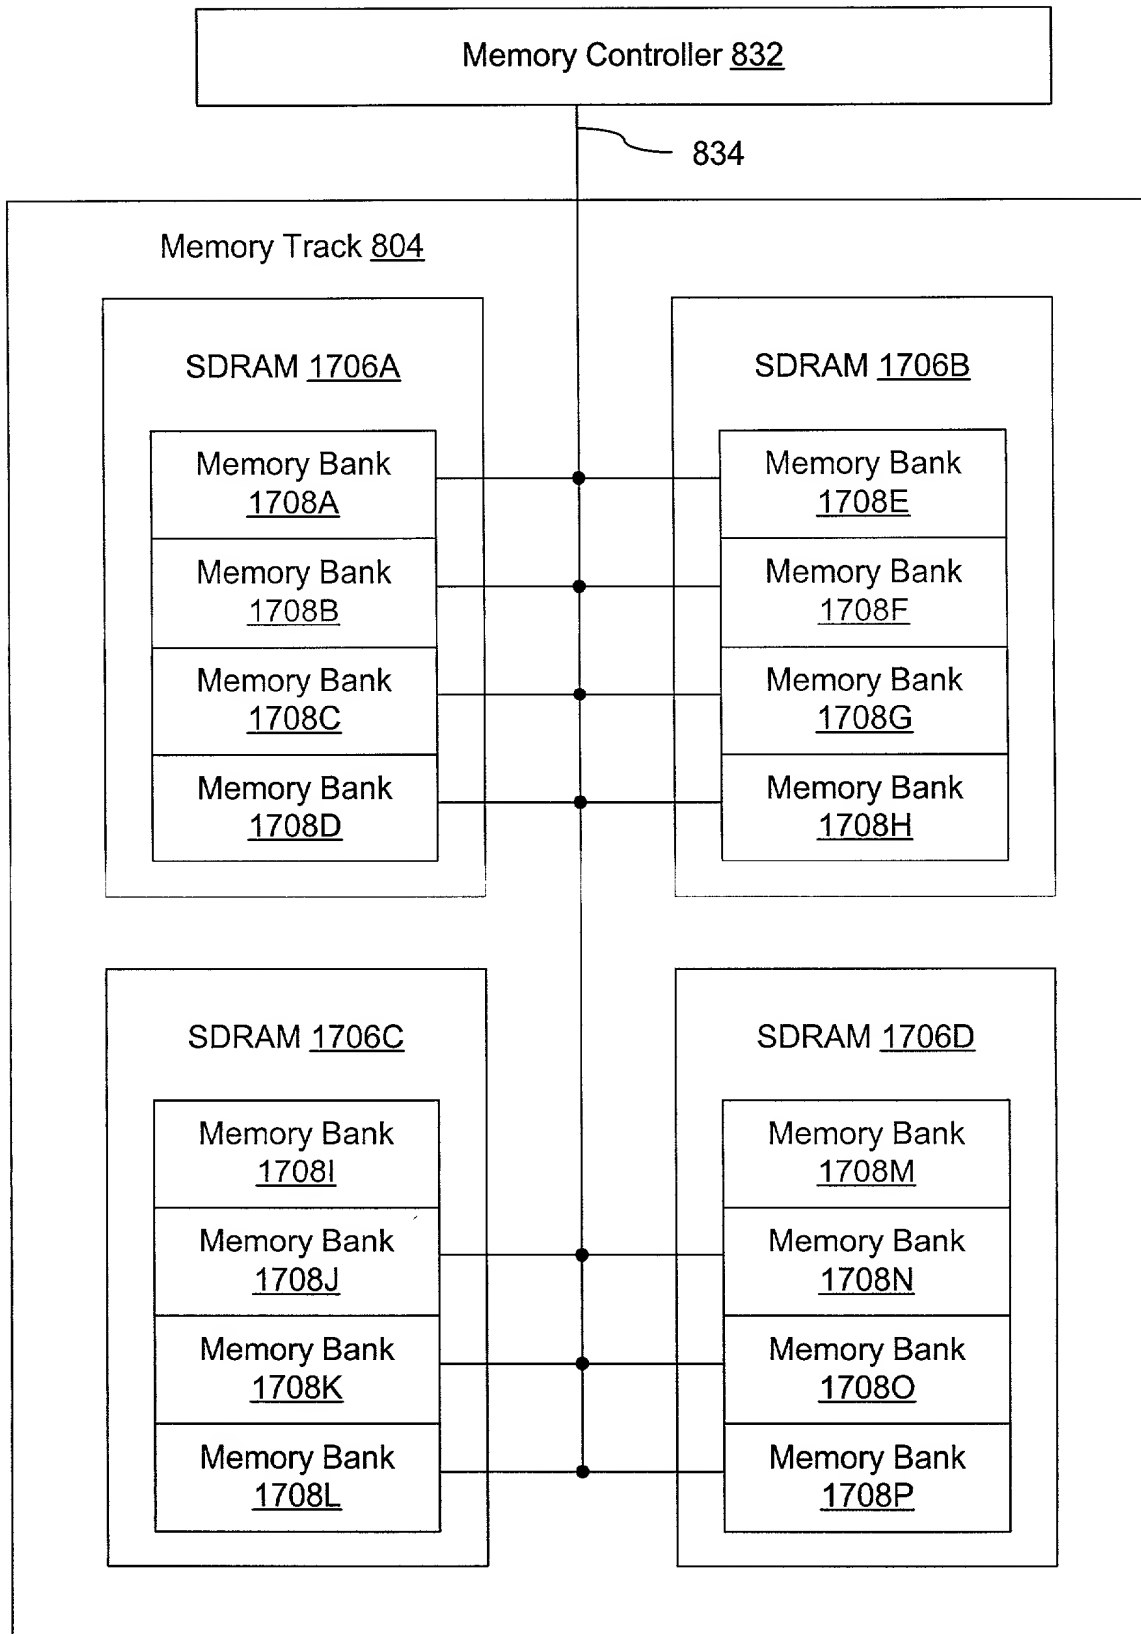 Memory Controller 832
834
Memory Track 804
SDRAM 1706A
Memory Bank
1708A
Memory Bank
1708B
Memory Bank
1708C
Memory Bank
1708D
SDRAM 1706B
Memory Bank
1708E
Memory Bank
1708F
Memory Bank
1708G
Memory Bank
1708H
SDRAM 1706C
Memory Bank
1708I
Memory Bank
1708J
Memory Bank
1708K
Memory Bank
1708L
SDRAM 1706D
Memory Bank
1708M
Memory Bank
1708N
Memory Bank
1708O
Memory Bank
1708P